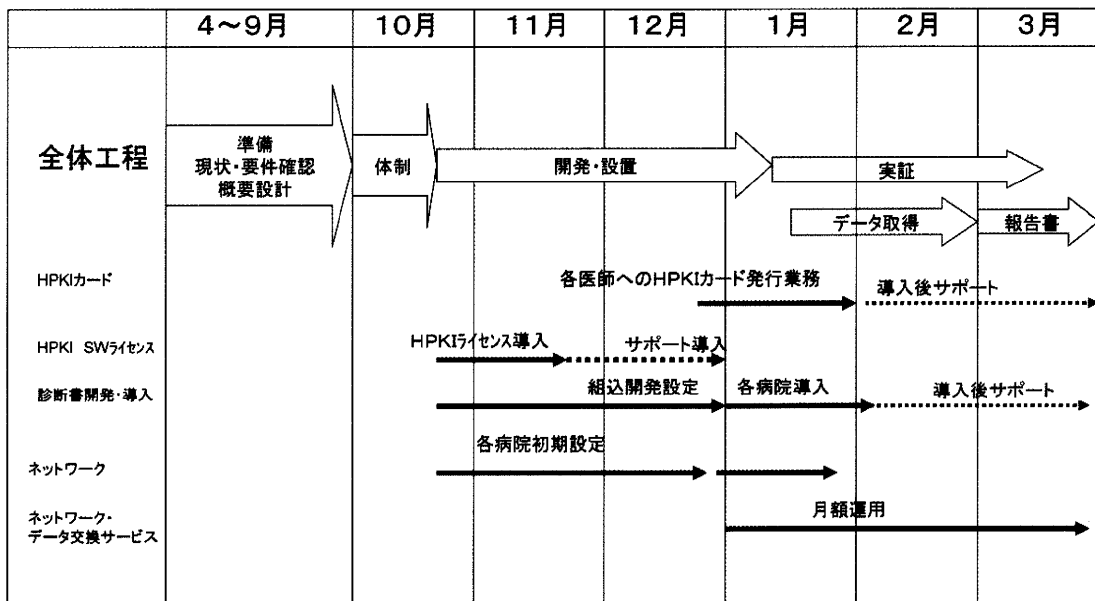 4～9月 10月 11月 12月 1月 2月 3月
全体工程
準備
現状・要件確認
概要設計
体制
開発・設置
実証
データ取得
報告書
HPKIカード
各医師へのHPKIカード発行業務
導入後サポート
HPKI SWライセンス
HPKIライセンス導入
サポート導入
診断書開発・導入
組込開発設定
各病院導入
導入後サポート
ネットワーク
各病院初期設定
ネットワーク・
データ交換サービス
月額運用